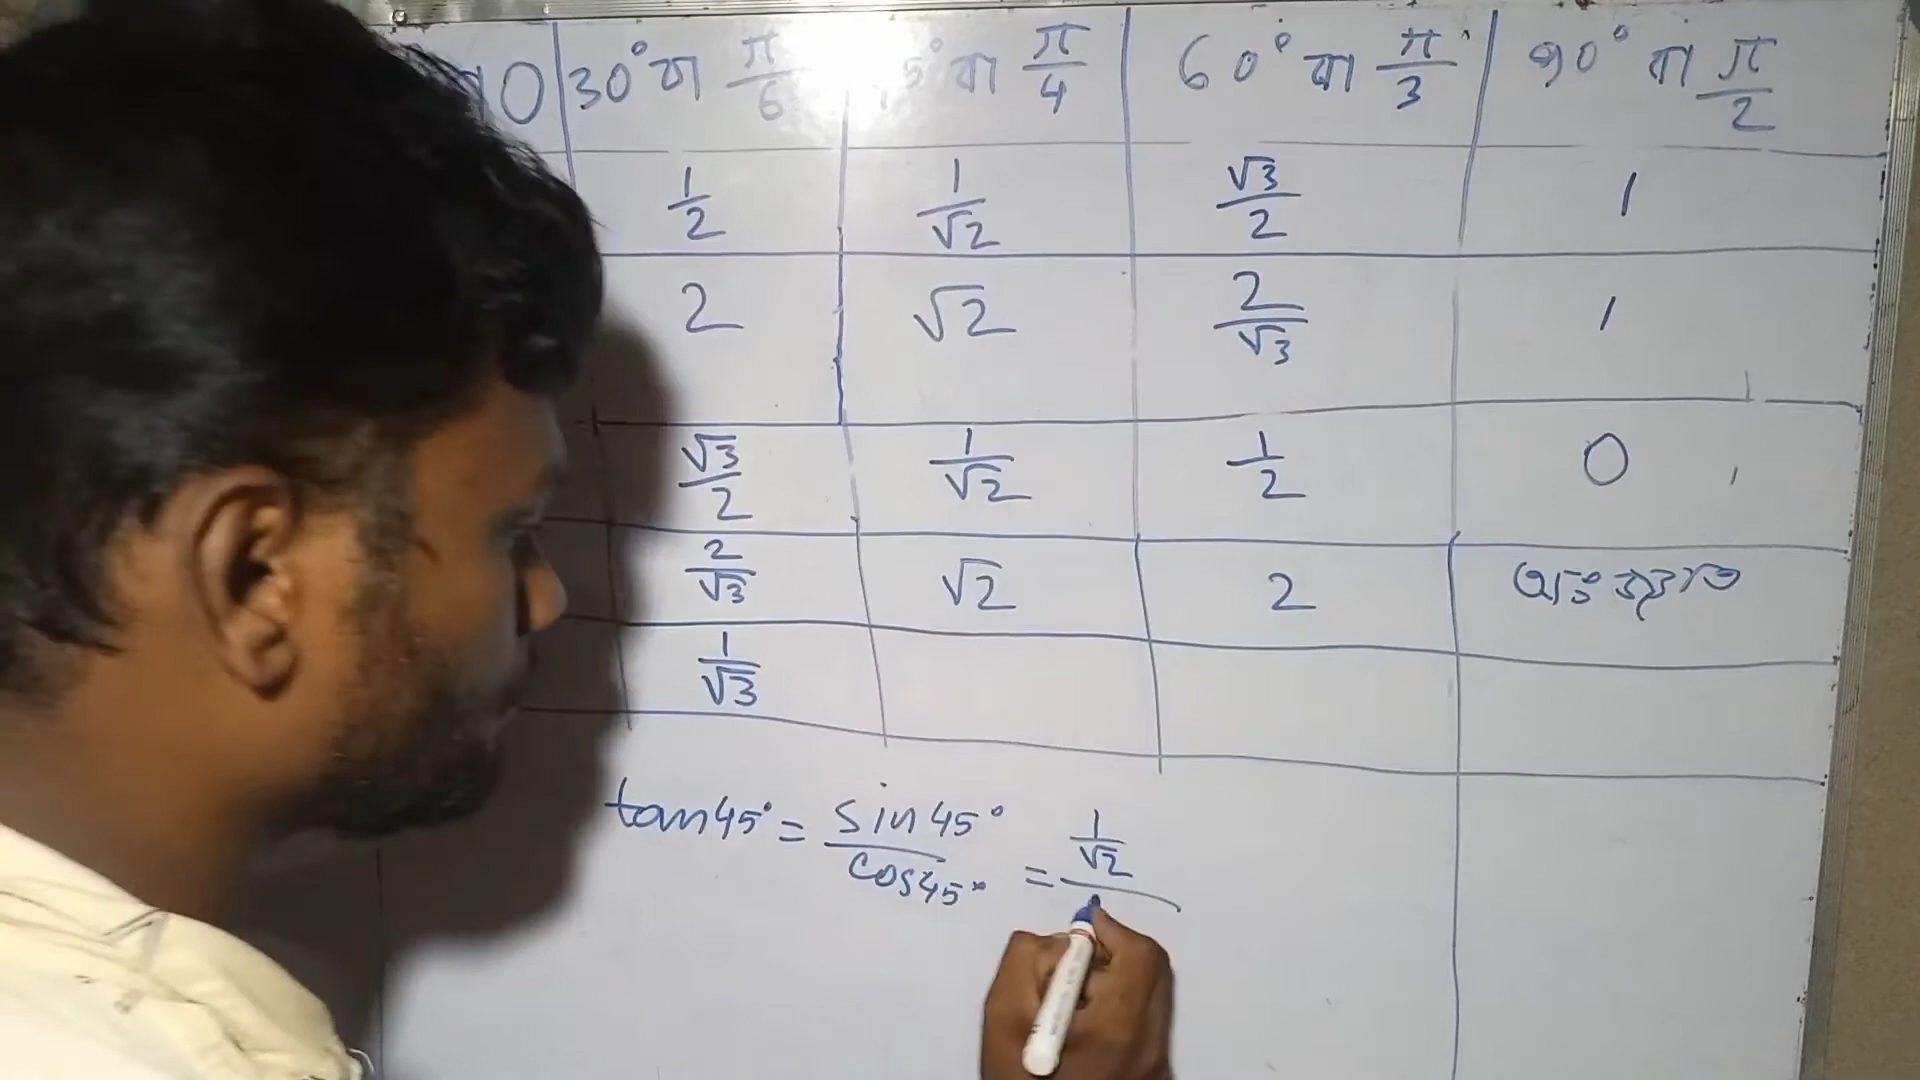 0 | 30° বা π/6 | 5° বা π/4 | 60° বা π/3 | 90° বা π/2
1/2 | 1/√2 | √3/2 | 1
2 | √2 | 2/√3 | 1
√3/2 | 1/√2 | 1/2 | 0
2/√3 | √2 | 2
1/√3
tan45° = sin45°/cos45° = 1/√2